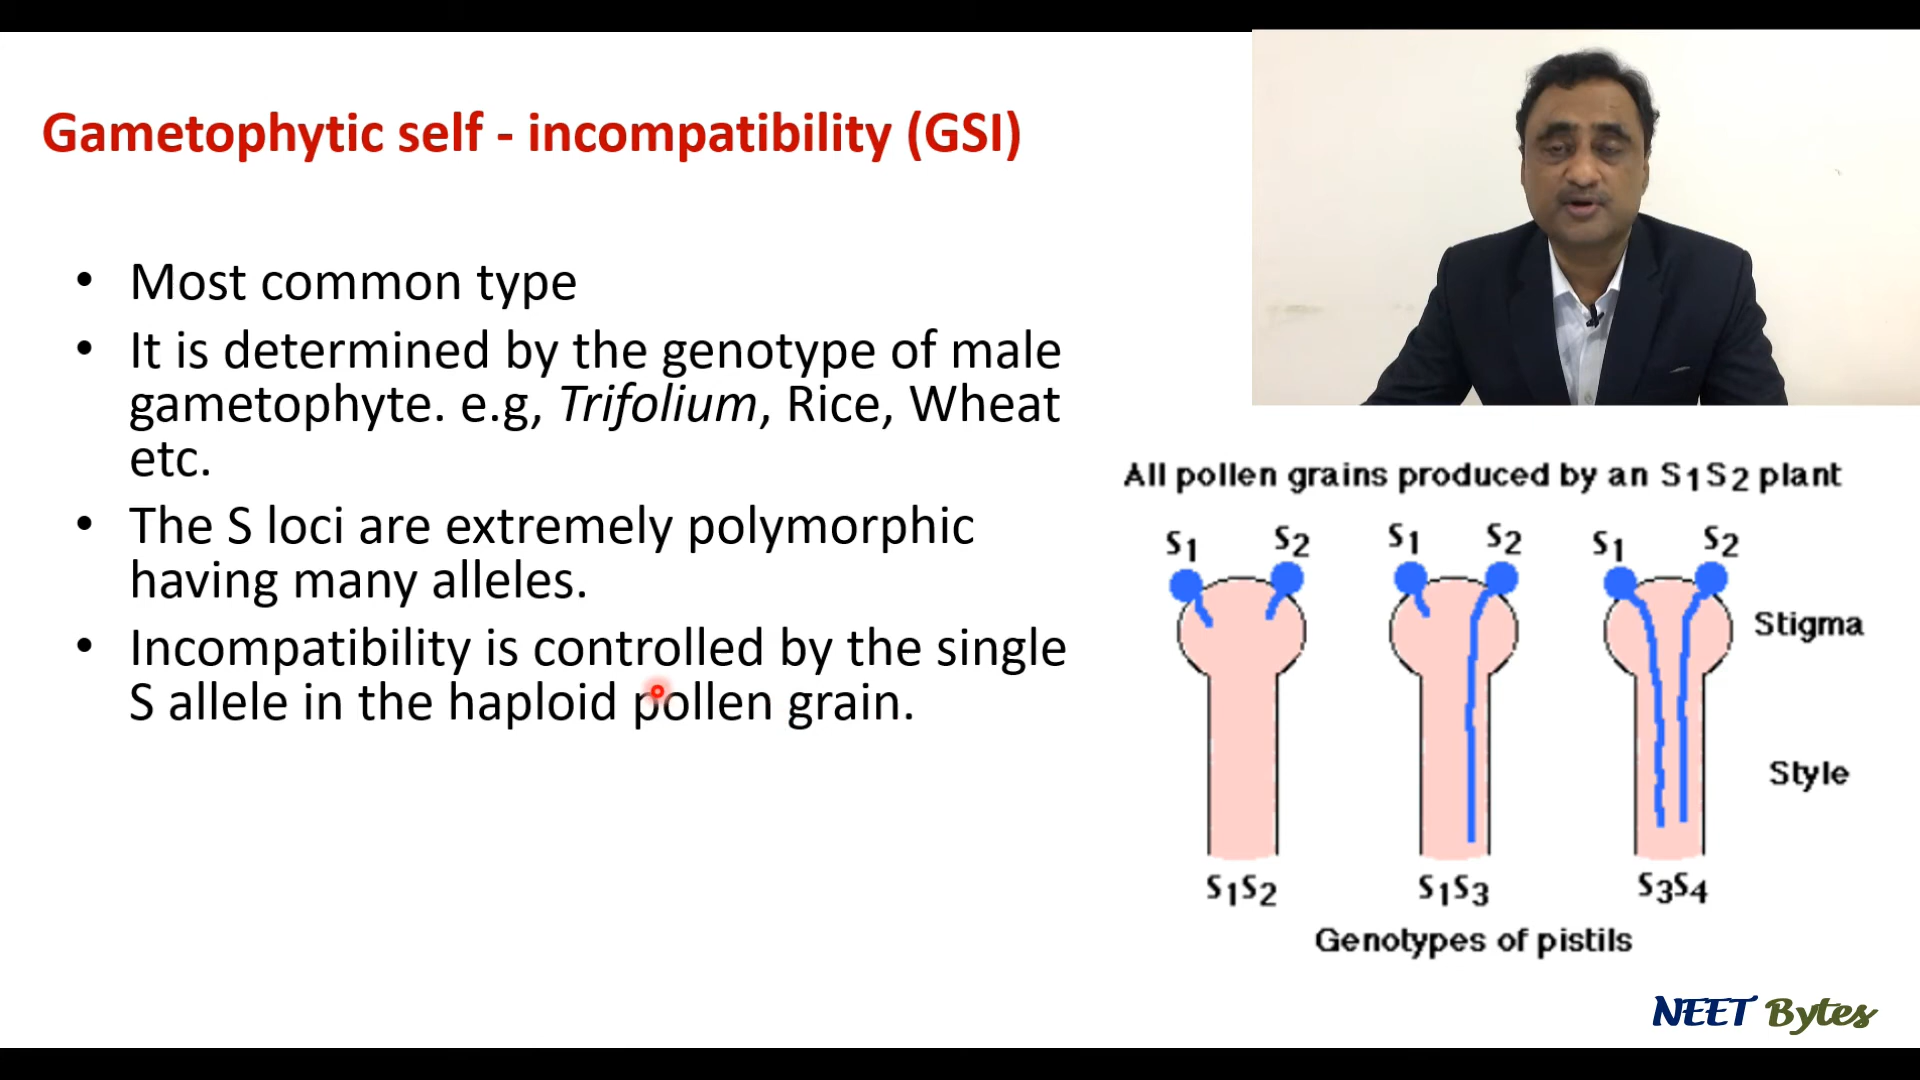 Gametophytic self - incompatibility (GSI)
• Most common type
• It is determined by the genotype of male
gametophyte. e.g, Trifolium, Rice, Wheat
etc.
• The S loci are extremely polymorphic
having many alleles.
• Incompatibility is controlled by the single
S allele in the haploid pollen grain.
All pollen grains produced by an S1S2 plant
S1 S2 S1 S2 S1 S2
Stigma
Style
S1S2 S1S3 S3S4
Genotypes of pistils
NEET Bytes